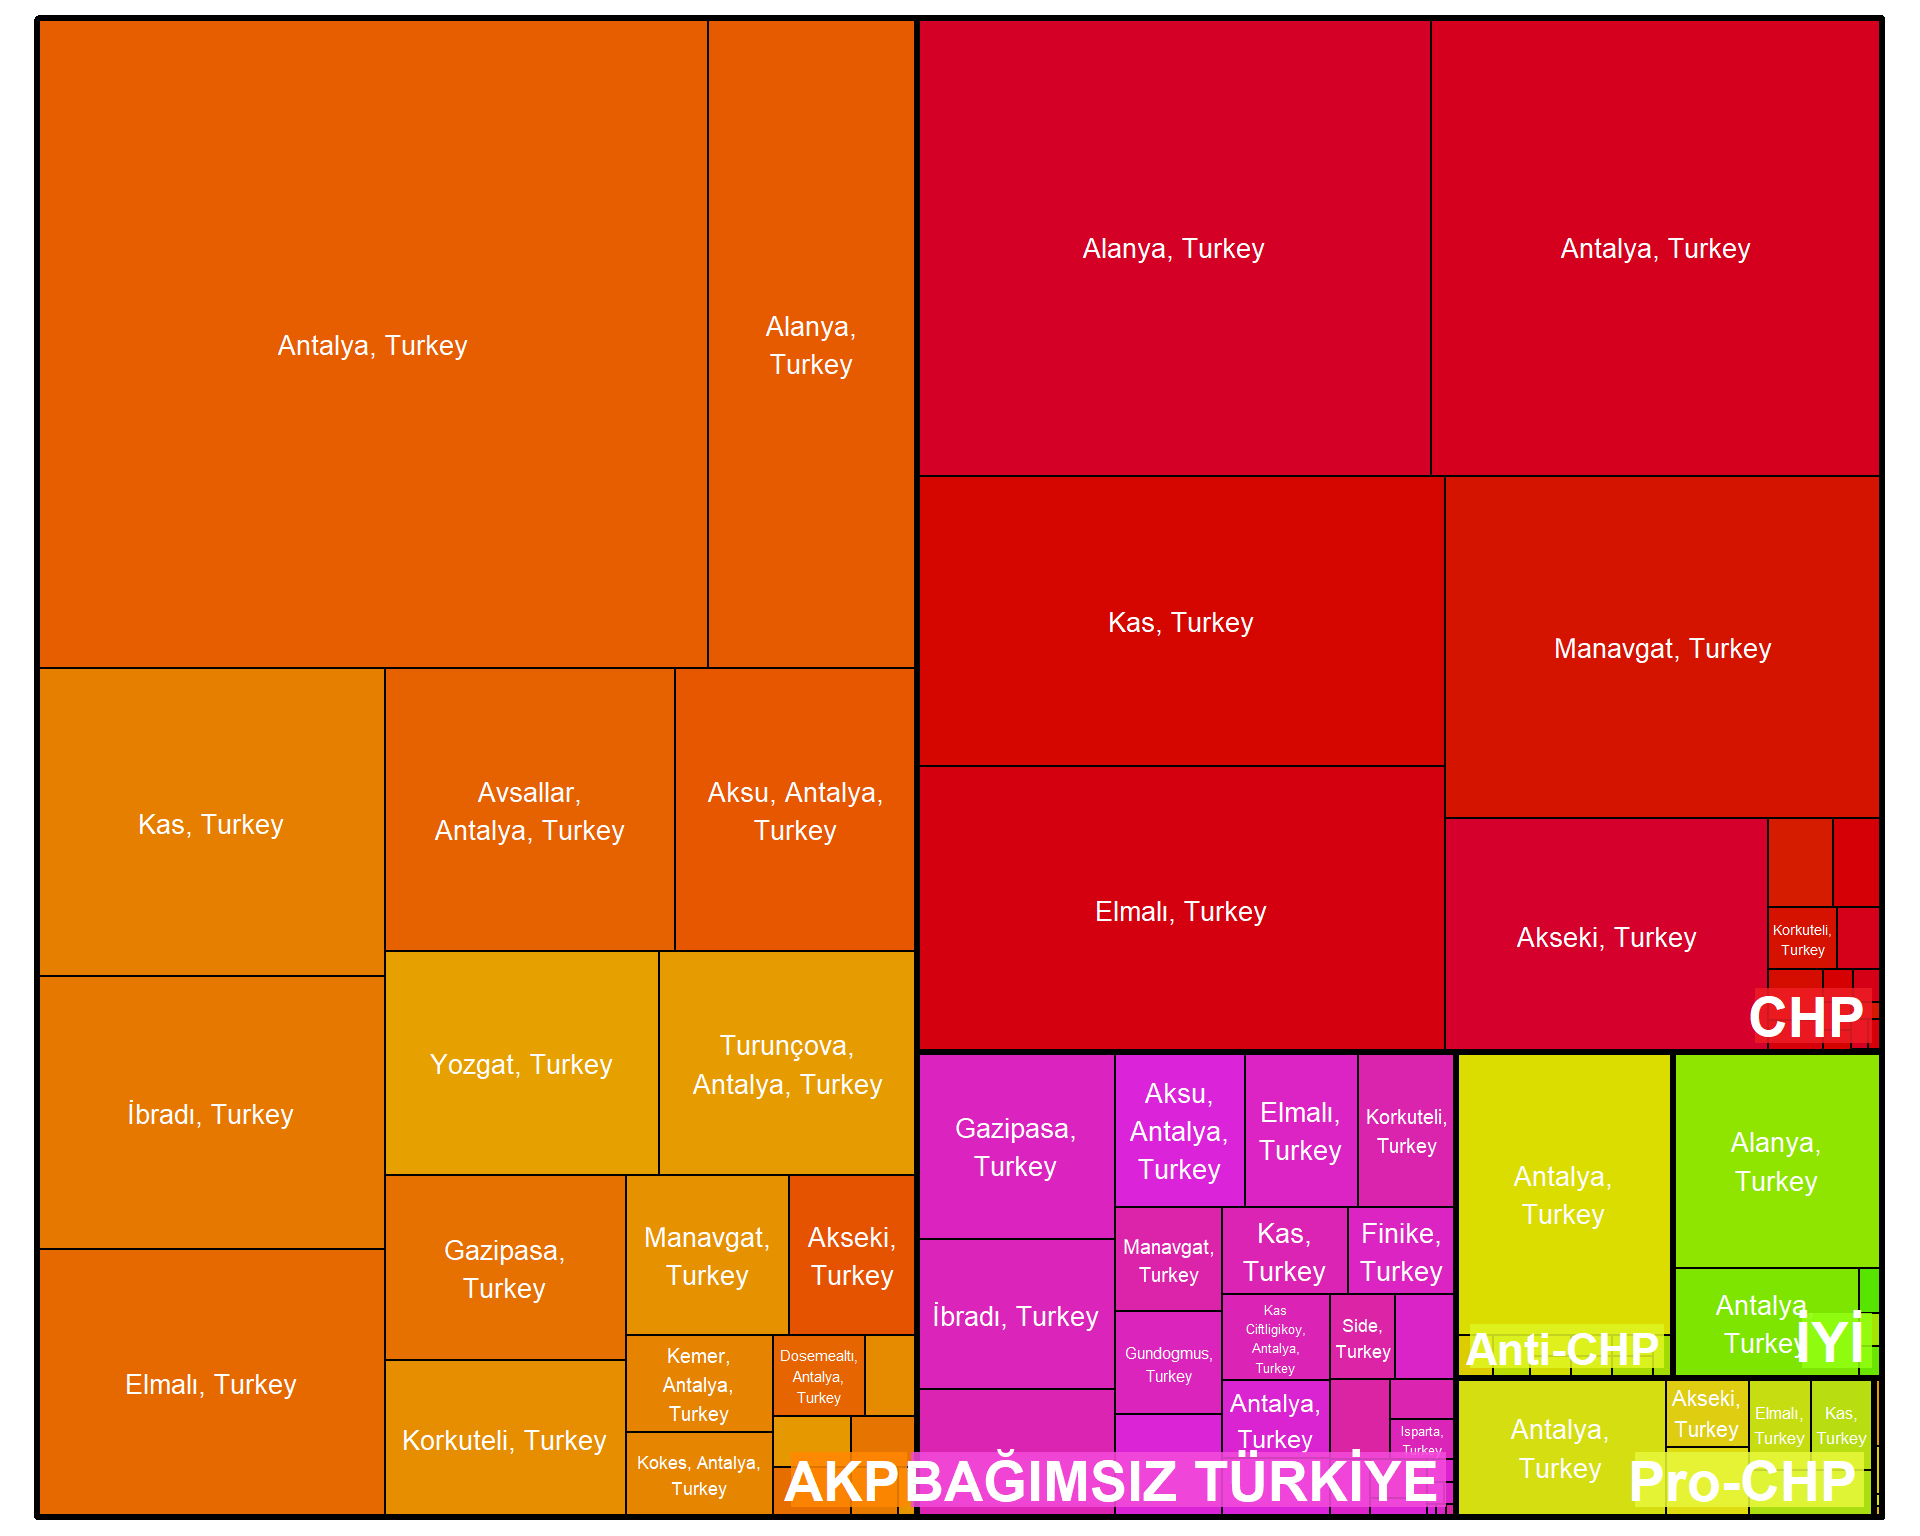 Antalya, Turkey
Alanya,
Turkey
Kas, Turkey
Avsallar,
Antalya, Turkey
Aksu, Antalya,
Turkey
İbradı, Turkey
Yozgat, Turkey
Turunçova,
Antalya, Turkey
Elmalı, Turkey
Gazipasa,
Turkey
Manavgat,
Turkey
Akseki,
Turkey
Korkuteli, Turkey
Kemer,
Antalya,
Turkey
Dosemealtı,
Antalya,
Turkey
Kokes, Antalya,
Turkey
AKP
Alanya, Turkey
Antalya, Turkey
Kas, Turkey
Manavgat, Turkey
Elmalı, Turkey
Akseki, Turkey
Korkuteli,
Turkey
CHP
Gazipasa,
Turkey
Aksu,
Antalya,
Turkey
Elmalı,
Turkey
Korkuteli,
Turkey
İbradı, Turkey
Manavgat,
Turkey
Kas,
Turkey
Finike,
Turkey
Gundogmus,
Turkey
Kas
Ciftligikoy,
Antalya,
Turkey
Side,
Turkey
Antalya,
Turkey
Isparta,
Turkey
BAĞIMSIZ TÜRKİYE
Antalya,
Turkey
Anti-CHP
Alanya,
Turkey
Antalya,
Turkey
İYİ
Antalya,
Turkey
Akseki,
Turkey
Elmalı,
Turkey
Kas,
Turkey
Pro-CHP